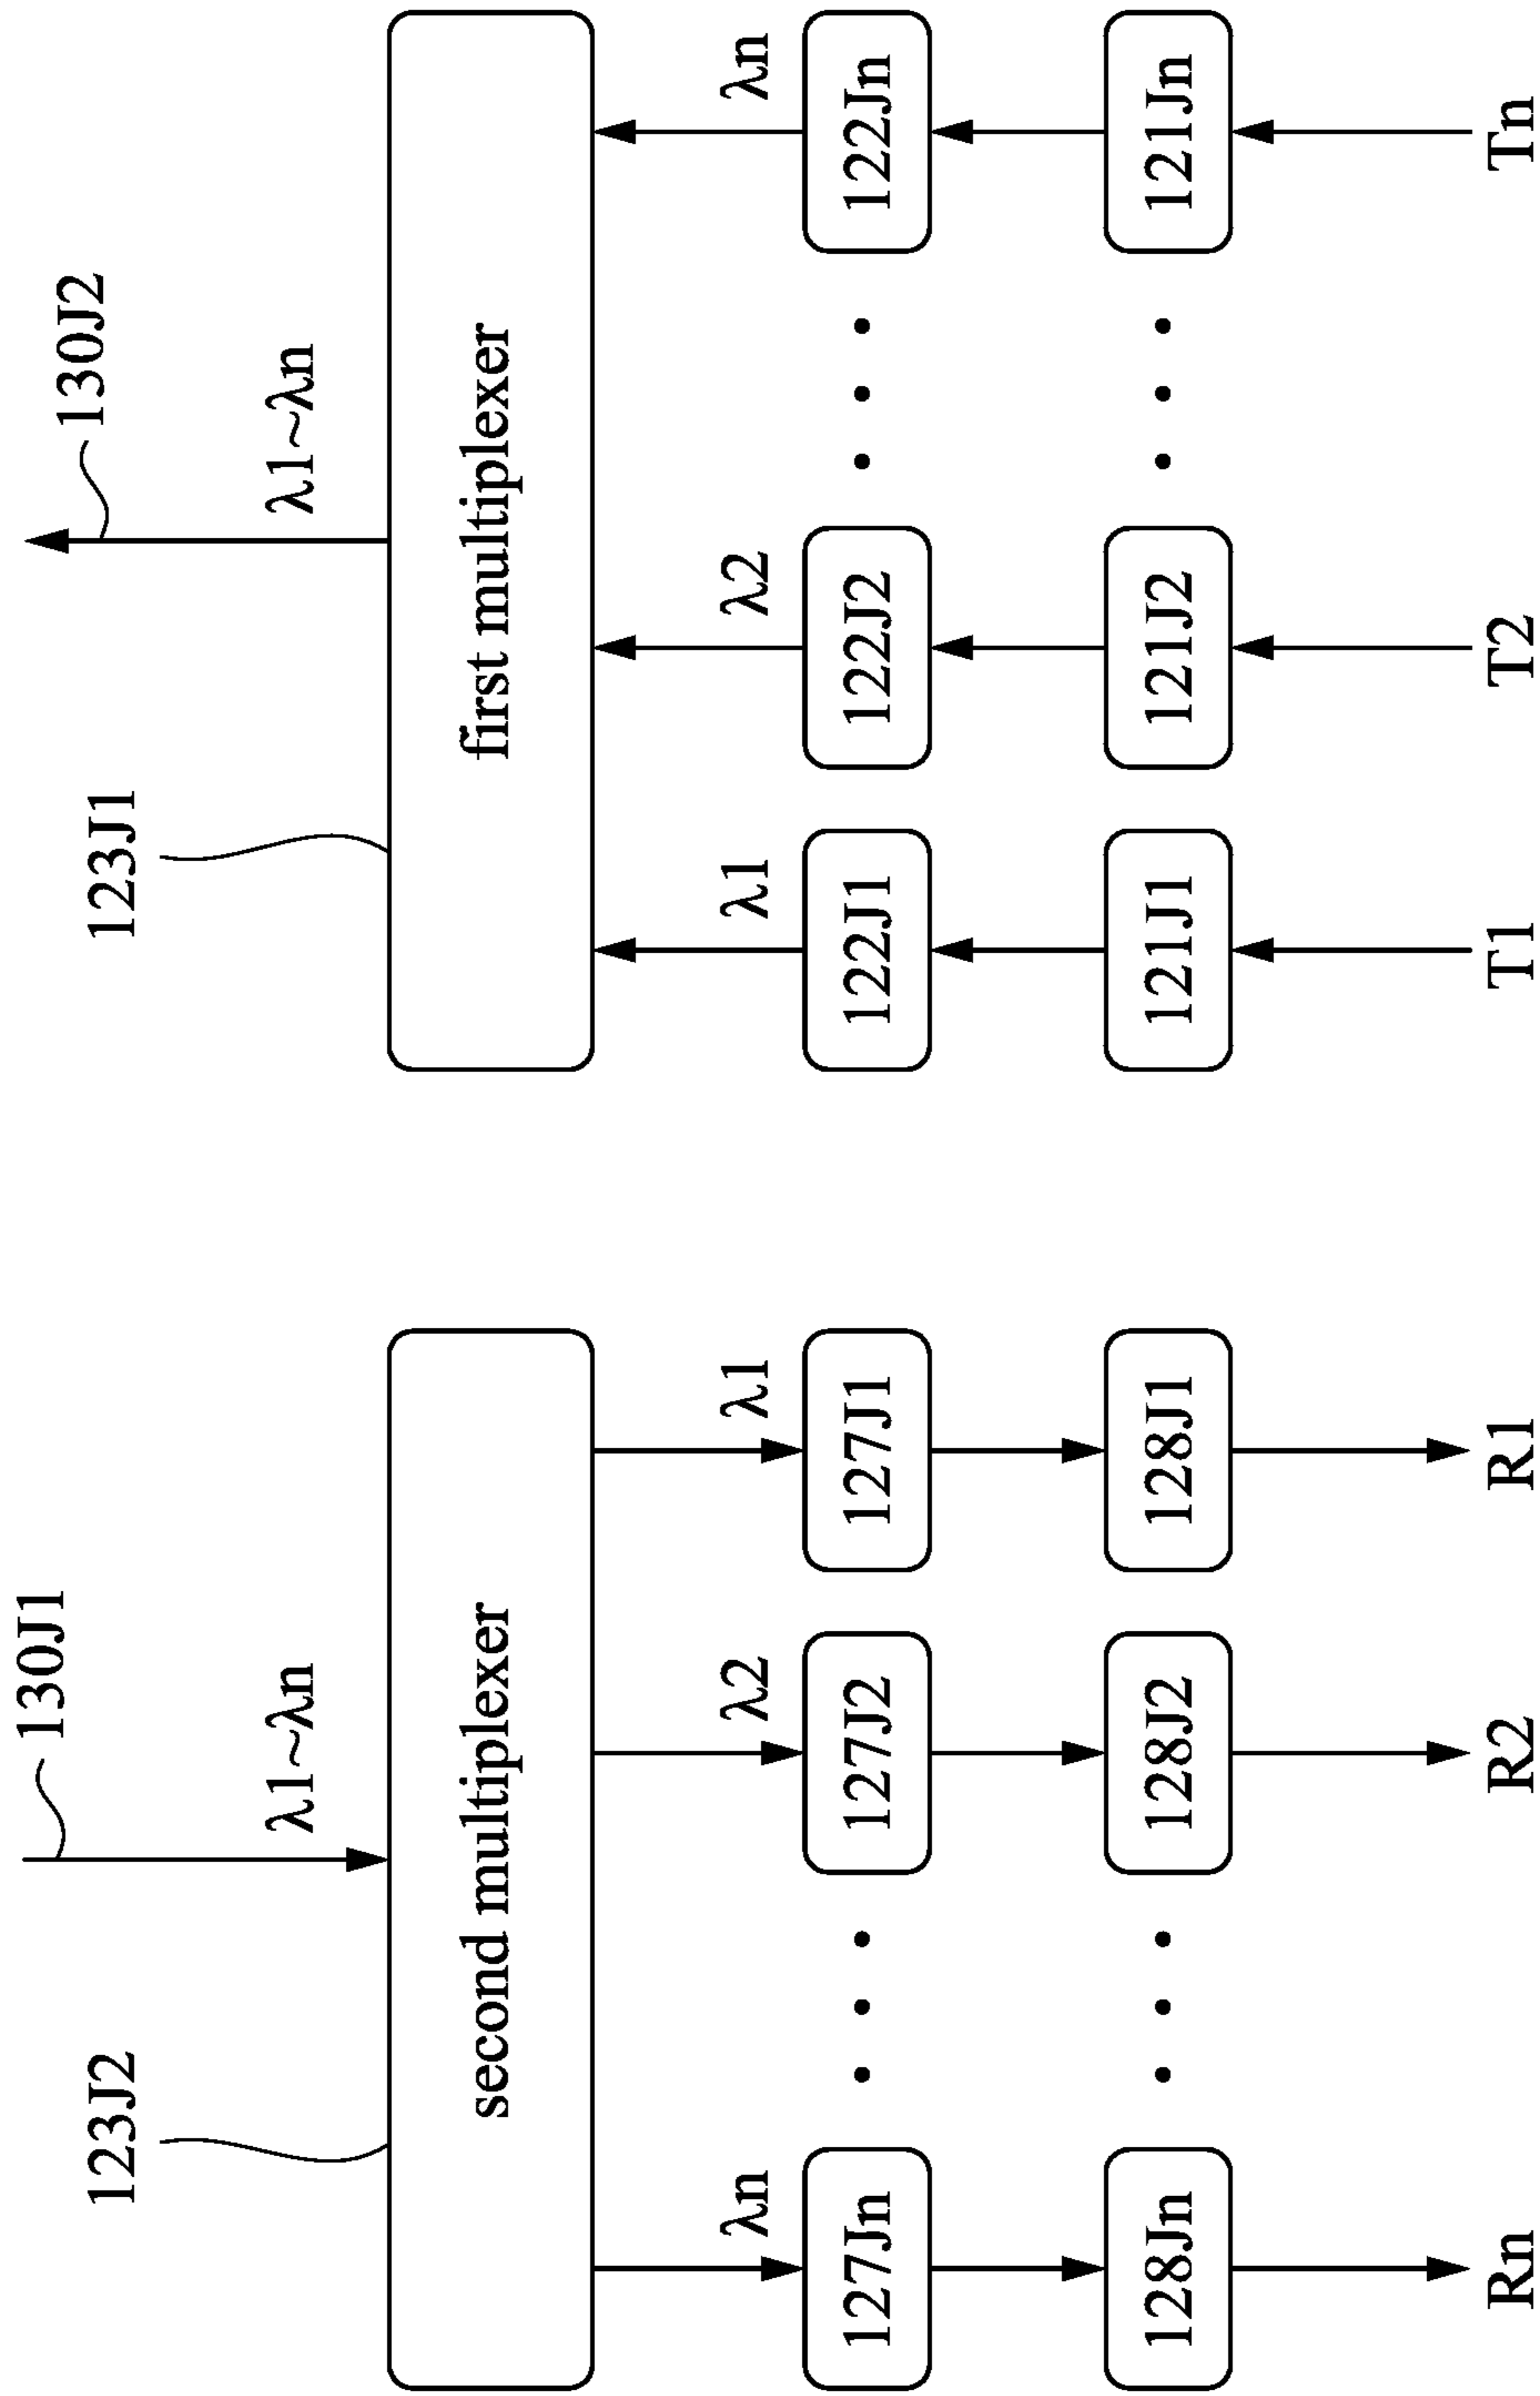 130J1
130J2
123J2
123J1
λ1~λn
λ1~λn
second multiplexer
first multiplexer
λn
λ2
λ1
λ1
λ2
λn
127Jn
127J2
127J1
122J1
122J2
122Jn
128Jn
128J2
128J1
121J1
121J2
121Jn
Rn
R2
R1
T1
T2
Tn